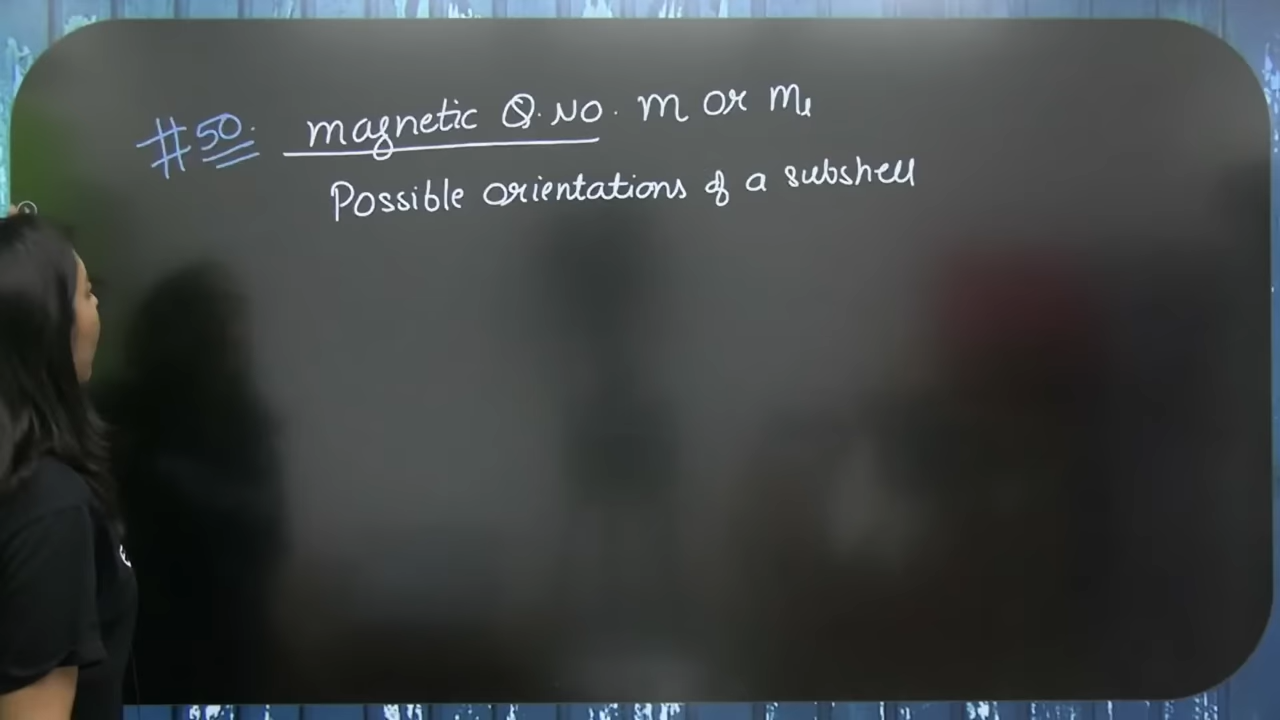 #50. magnetic Q.No. m or mₗ
Possible orientations of a subshell